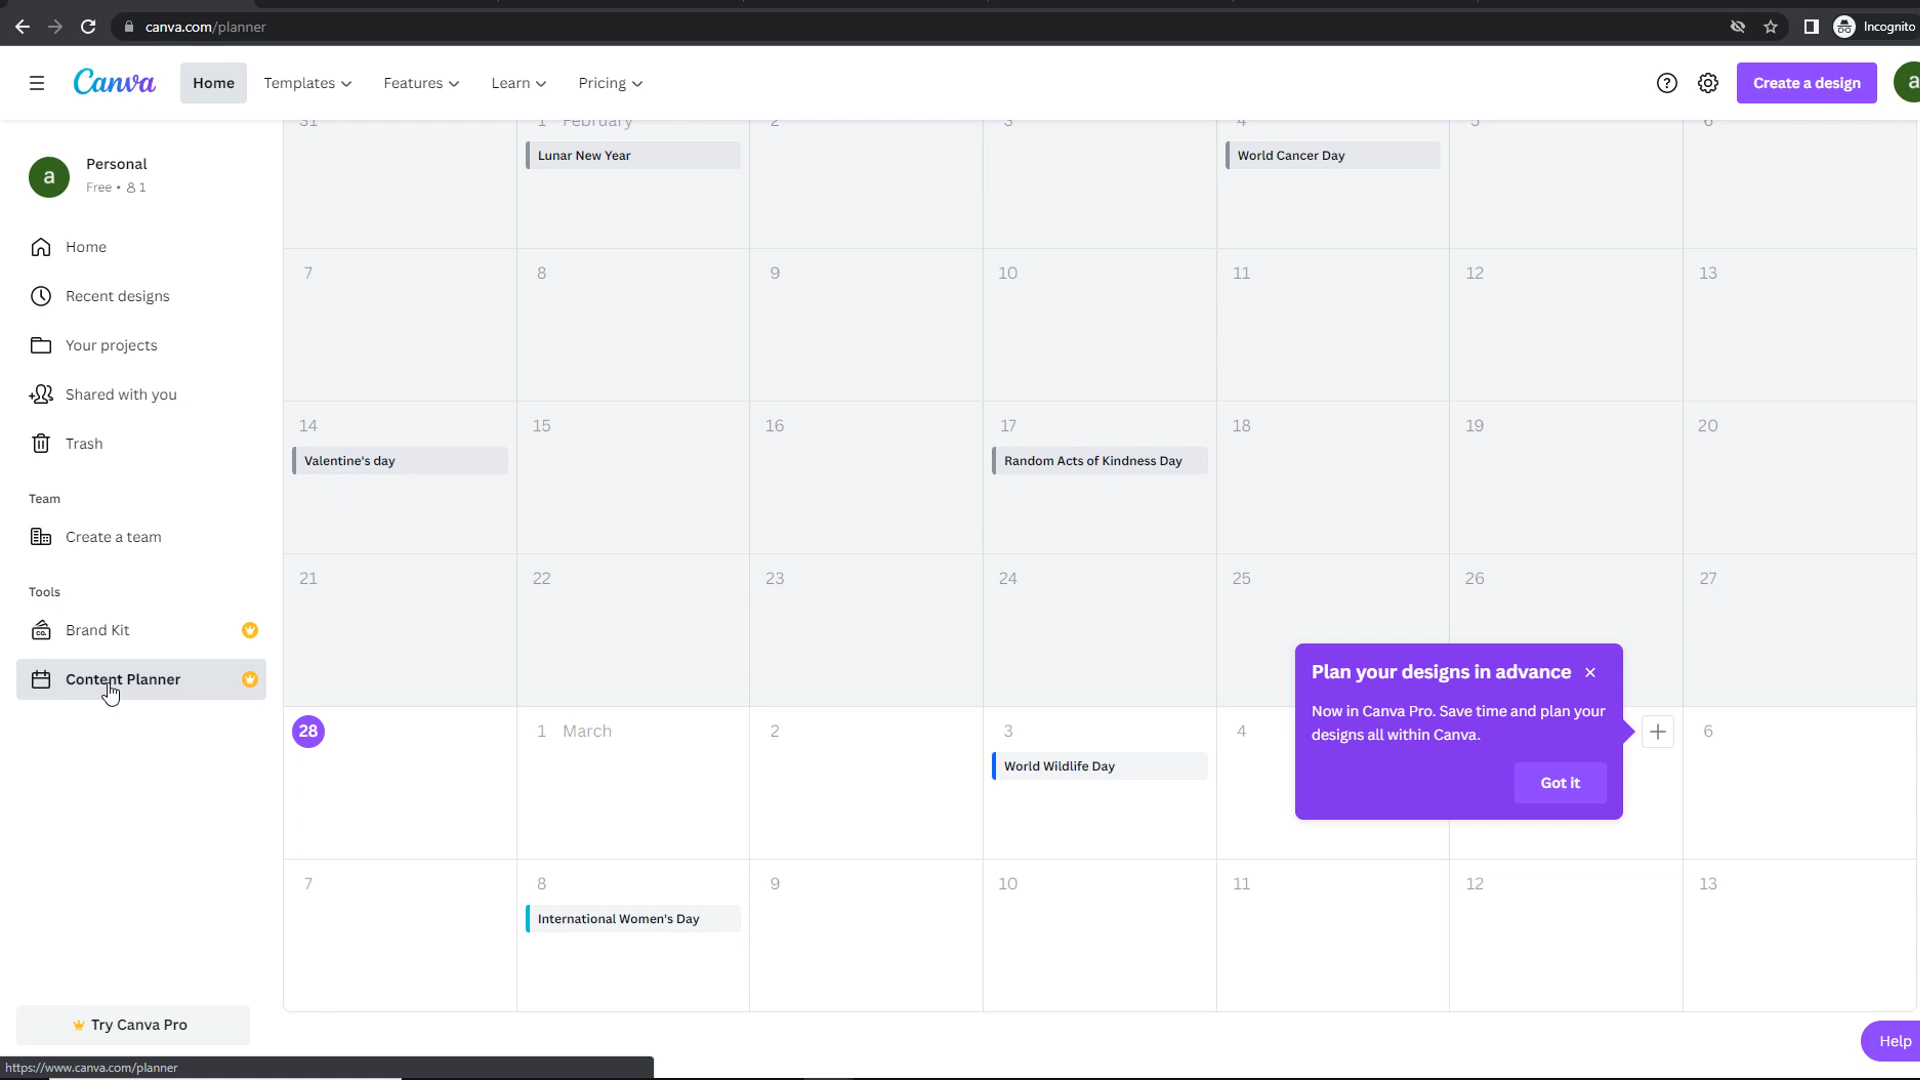 canva.com/planner
Incognito
Canva
Home
Templates
Features
Learn
Pricing
Create a design
a
a
Personal
Free • 1
Home
Recent designs
Your projects
Shared with you
Trash
Team
Create a team
Tools
Brand Kit
CO.
Content Planner
Try Canva Pro
31 1 February 2 3 4 5 6
Lunar New Year
World Cancer Day
7 8 9 10 11 12 13
14 15 16 17 18 19 20
Valentine's day
Random Acts of Kindness Day
21 22 23 24 25 26 27
28 1 March 2 3 4 6
World Wildlife Day
Plan your designs in advance
Now in Canva Pro. Save time and plan your
designs all within Canva.
Got it
7 8 9 10 11 12 13
International Women's Day
Help
https://www.canva.com/planner